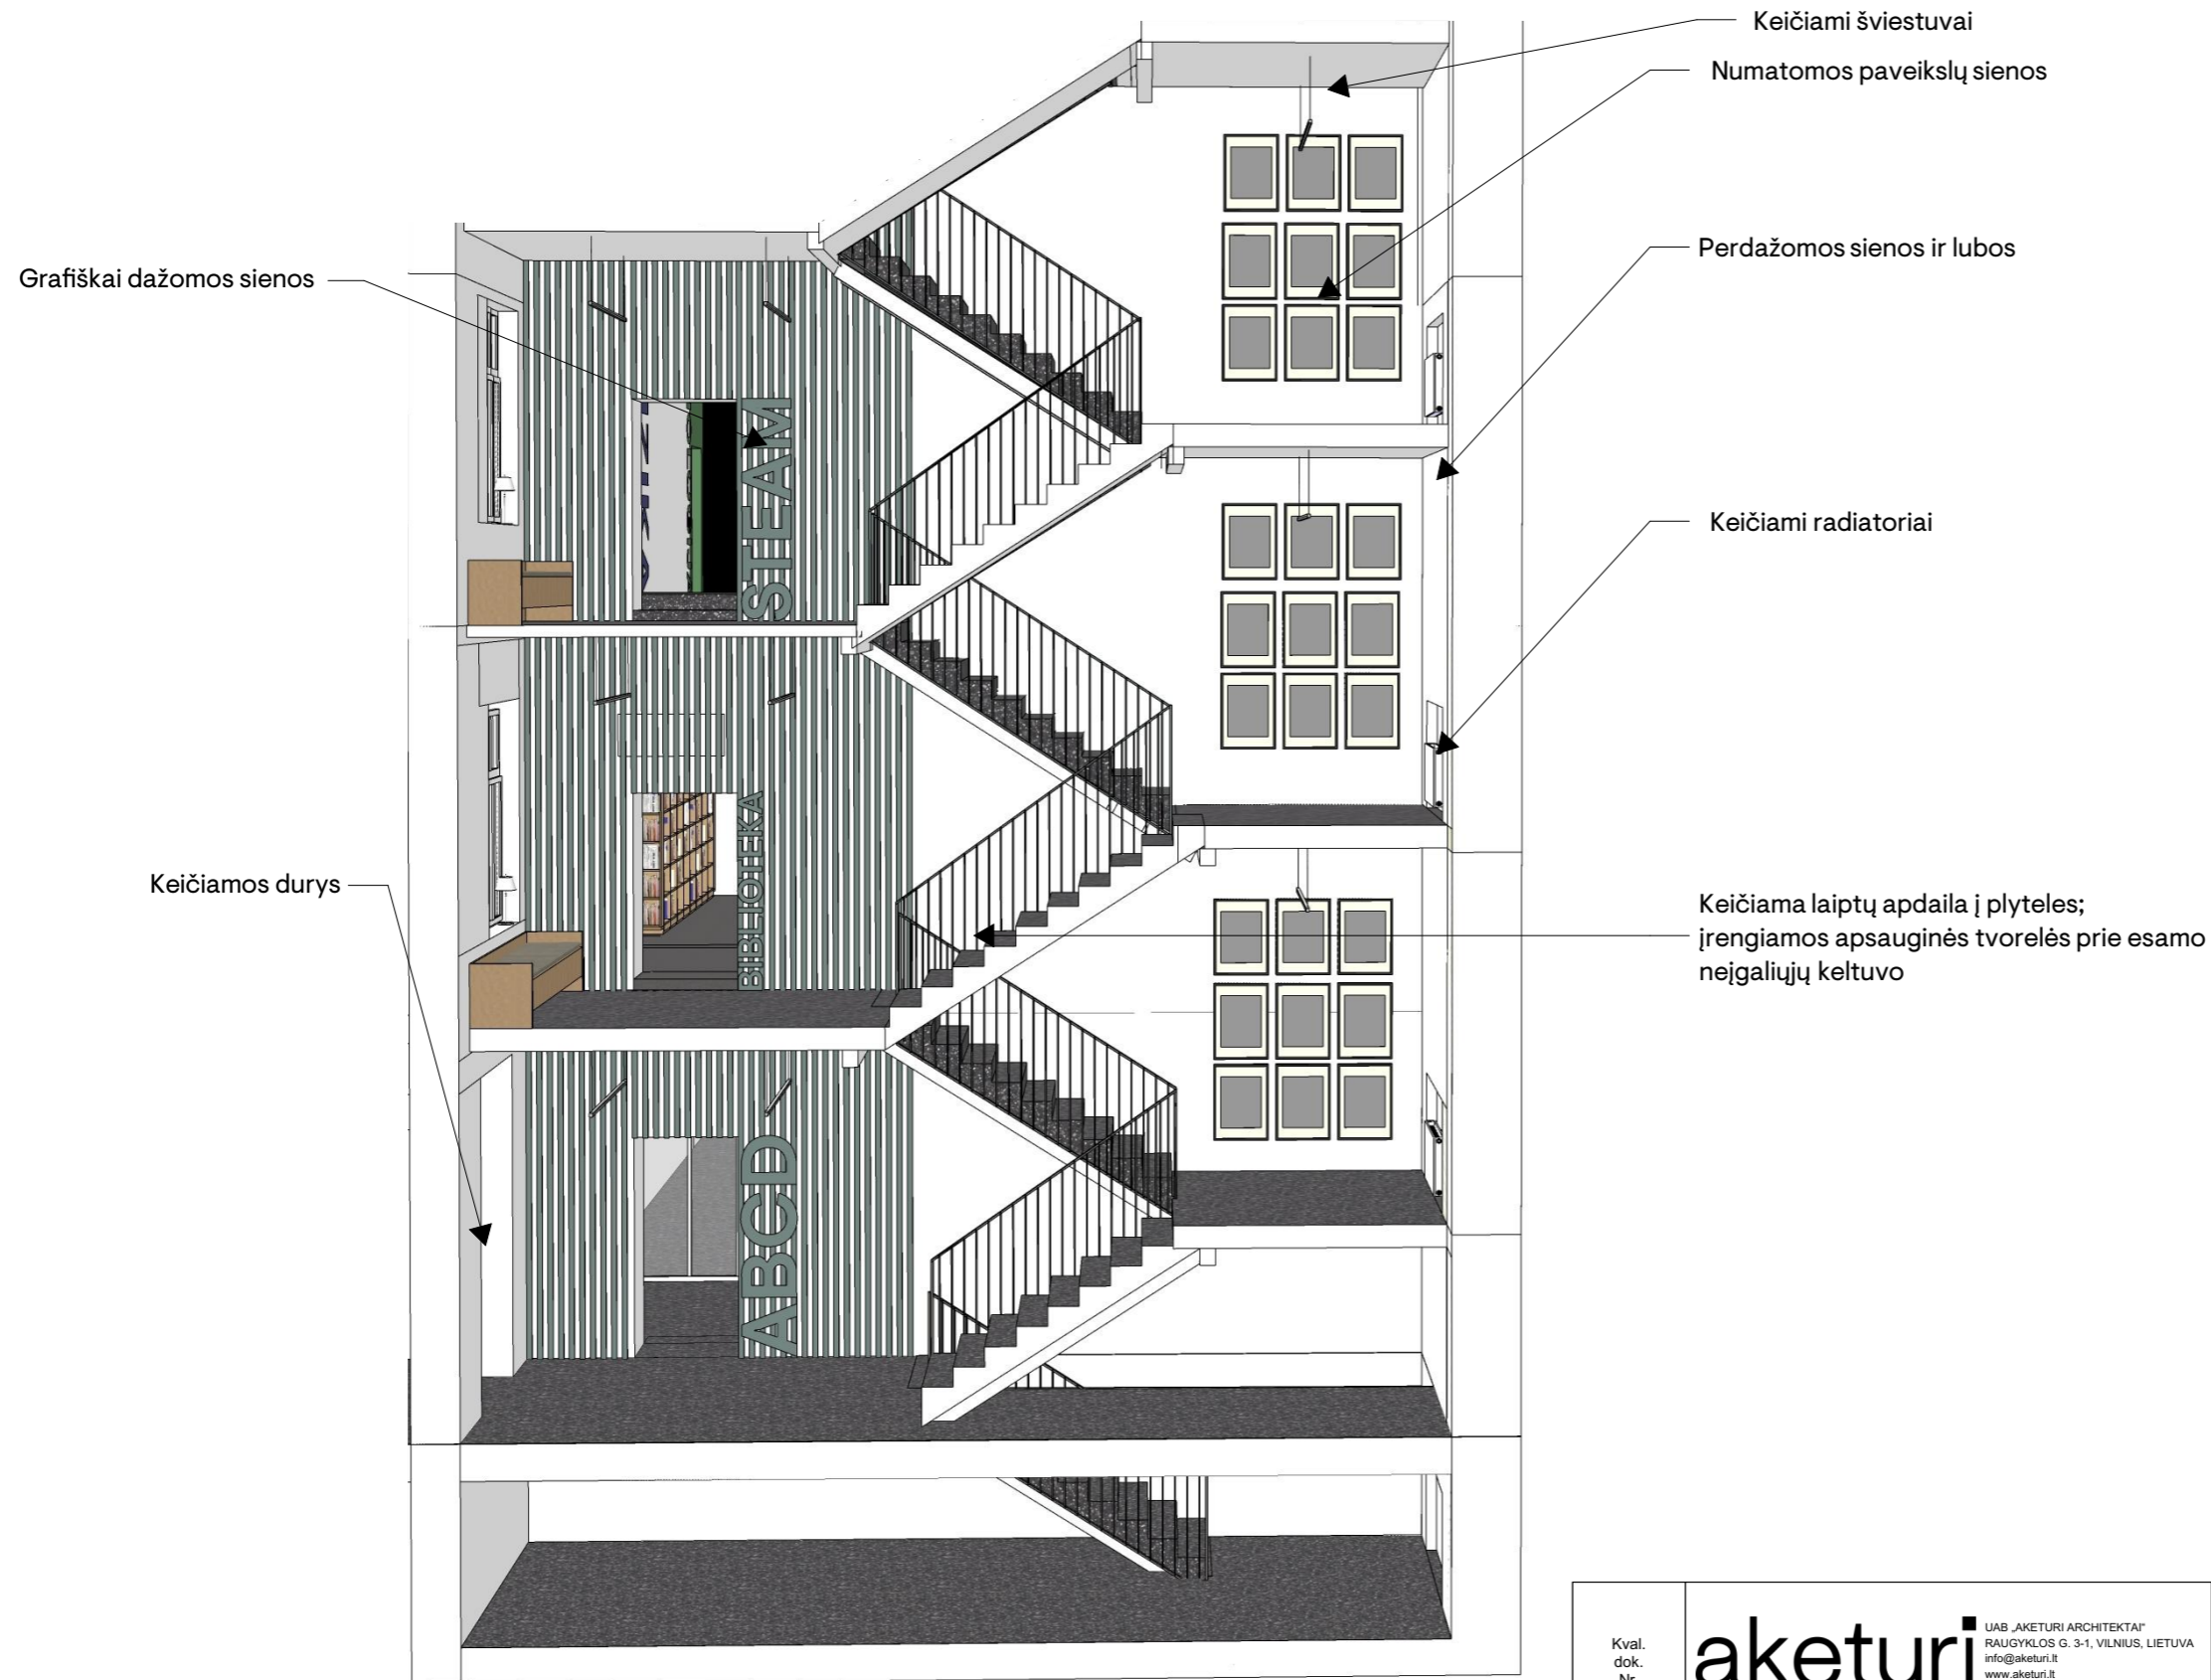 Keičiami šviestuvai
Numatomos paveikslų sienos
Perdažomos sienos ir lubos
Grafiškai dažomos sienos
STEAM
Keičiami radiatoriai
BIBLIOTEKA
Keičiamos durys
Keičiama laiptų apdaila į plyteles;
įrengiamos apsauginės tvorelės prie esamo
neįgaliųjų keltuvo
ABCD
Kval.
dok.
Nr.
aketuri
UAB „AKETURI ARCHITEKTAI“
RAUGYKLOS G. 3-1, VILNIUS, LIETUVA
info@aketuri.lt
www.aketuri.lt